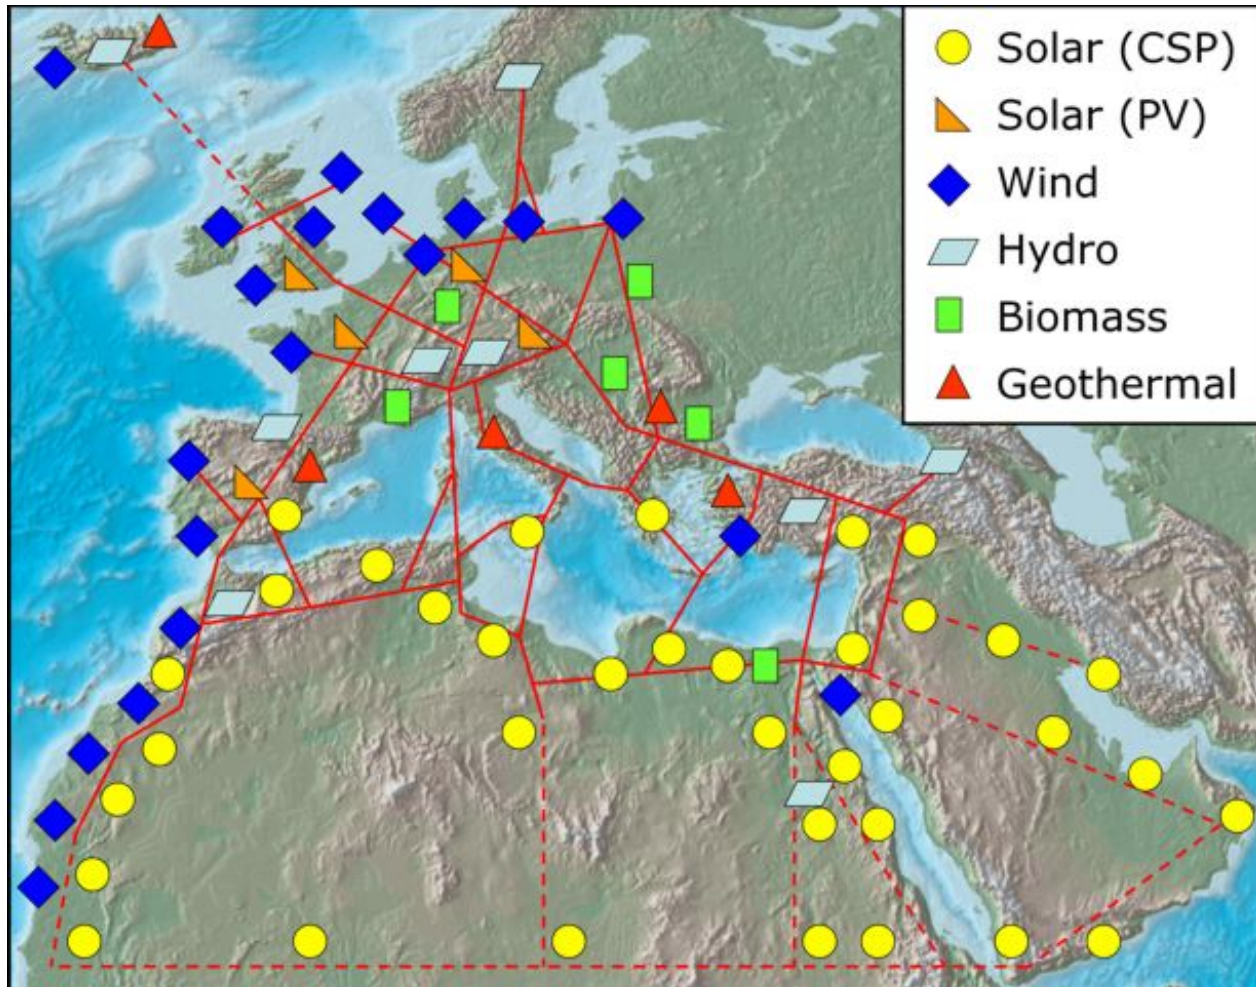 Solar (CSP)
Solar (PV)
Wind
Hydro
Biomass
Geothermal